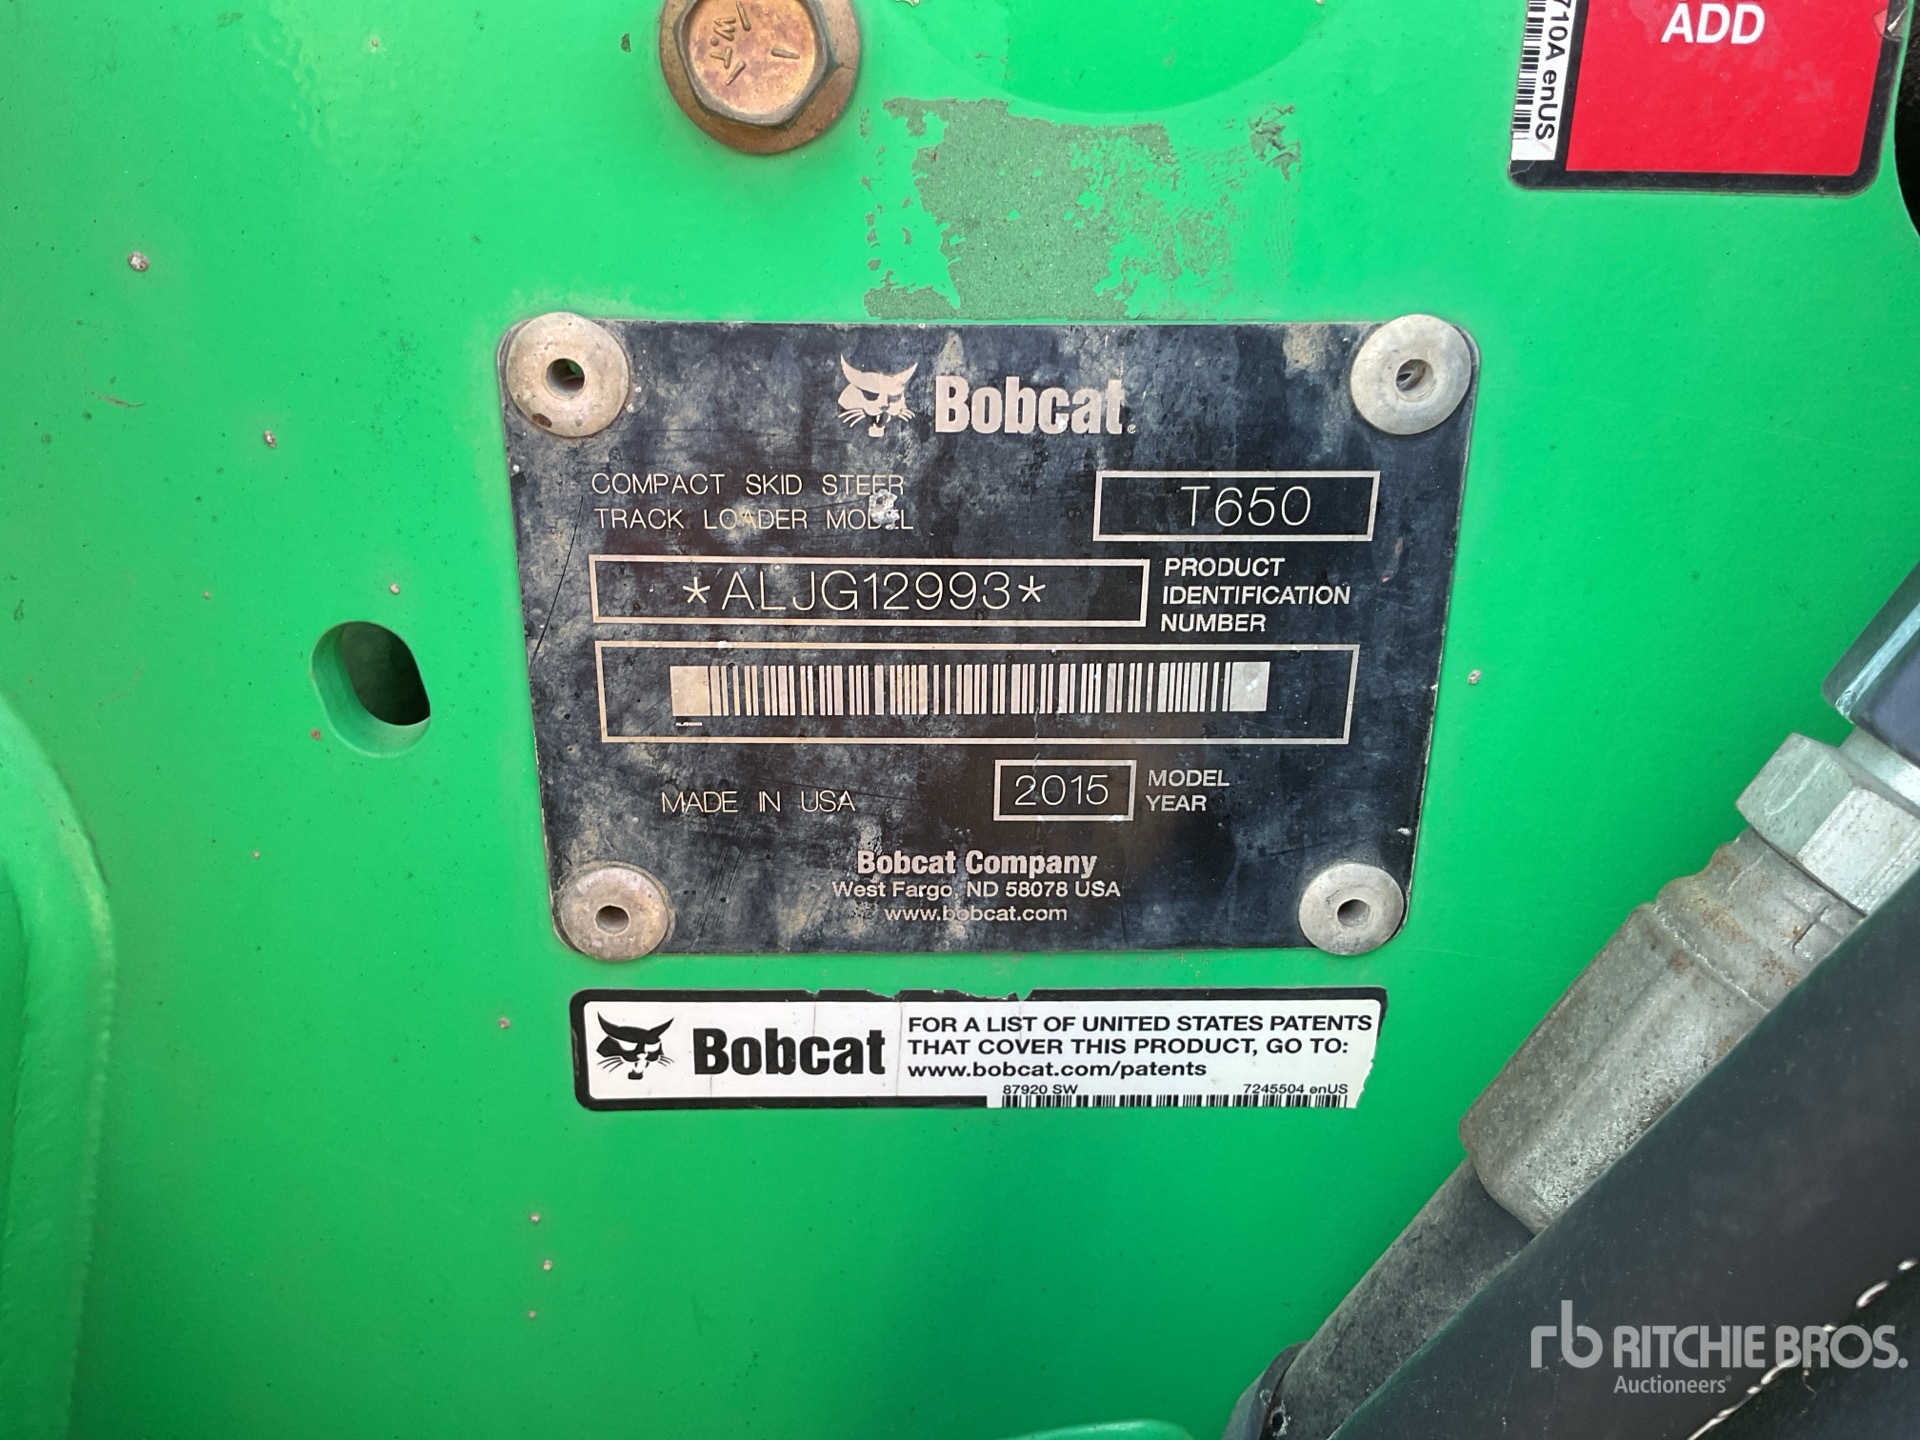 W.T.
710A enUS
ADD
Bobcat®
COMPACT SKID STEER
TRACK LOADER MODEL
T650
*ALJG12993*
PRODUCT
IDENTIFICATION
NUMBER
MADE IN USA
2015
MODEL
YEAR
Bobcat Company
West Fargo, ND 58078 USA
www.bobcat.com
Bobcat
FOR A LIST OF UNITED STATES PATENTS
THAT COVER THIS PRODUCT, GO TO:
www.bobcat.com/patents
87920 SW
7245504 enUS
rb RITCHIE BROS.
Auctioneers®